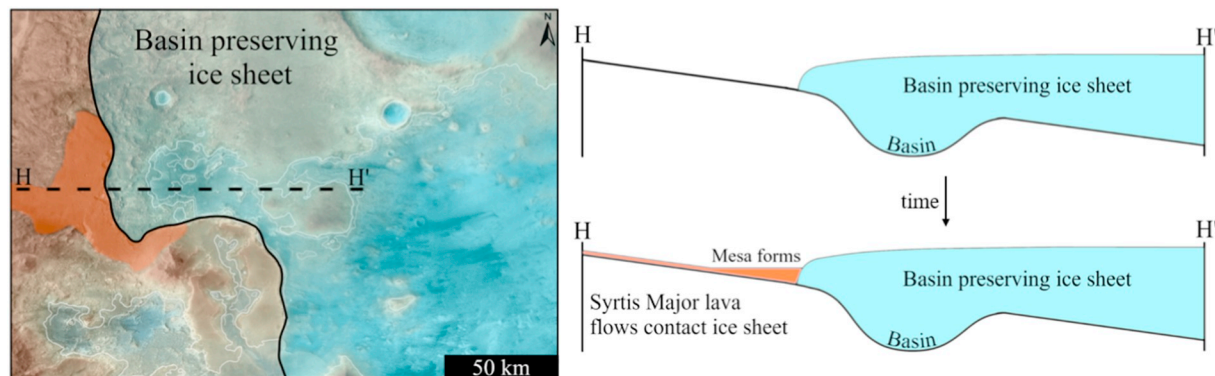 Basin preserving
ice sheet
N
H
H'
50 km
H
H'
Basin preserving ice sheet
Basin
time
H
H'
Mesa forms
Syrtis Major lava
flows contact ice sheet
Basin preserving ice sheet
Basin